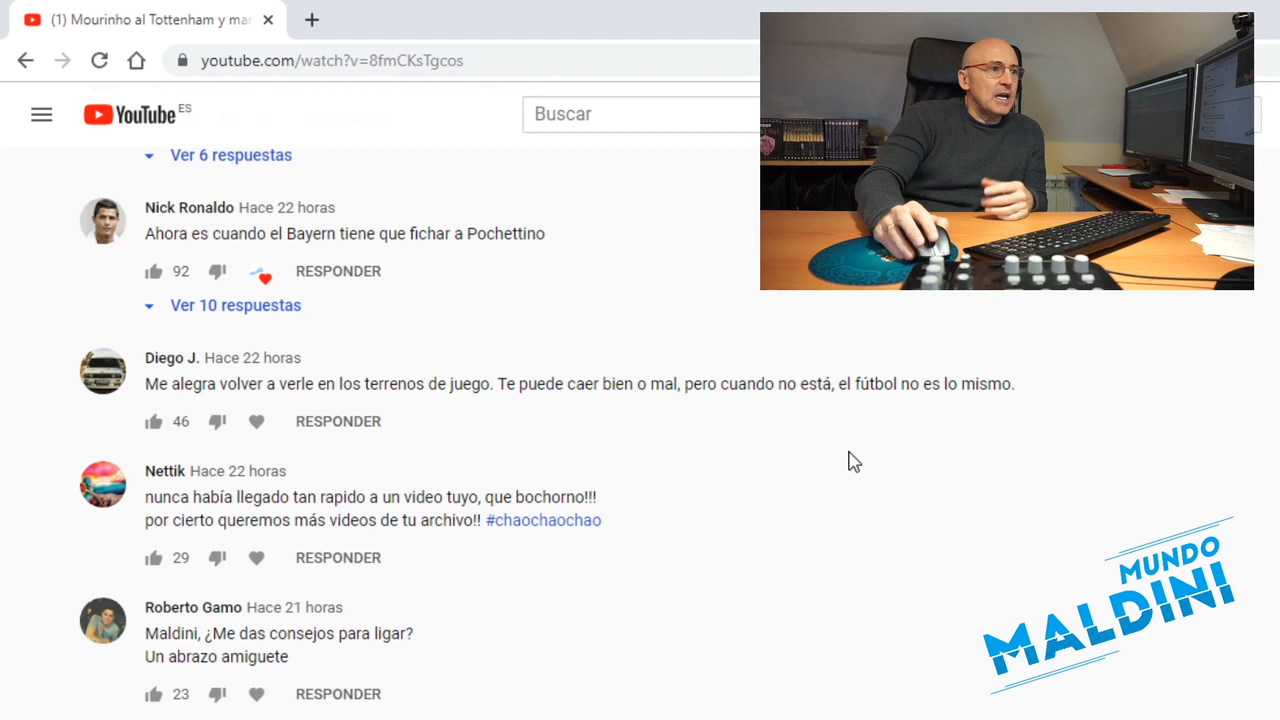 (1) Mourinho al Tottenham y mar
youtube.com/watch?v=8fmCKsTgcos
YouTube ES
Buscar
Ver 6 respuestas
Nick Ronaldo Hace 22 horas
Ahora es cuando el Bayern tiene que fichar a Pochettino
92 RESPONDER
Ver 10 respuestas
Diego J. Hace 22 horas
Me alegra volver a verle en los terrenos de juego. Te puede caer bien o mal, pero cuando no está, el fútbol no es lo mismo.
46 RESPONDER
Nettik Hace 22 horas
nunca había llegado tan rapido a un video tuyo, que bochorno!!!
por cierto queremos más videos de tu archivo!! #chaochaochao
29 RESPONDER
Roberto Gamo Hace 21 horas
Maldini, ¿Me das consejos para ligar?
Un abrazo amiguete
23 RESPONDER
MUNDO
MALDINI